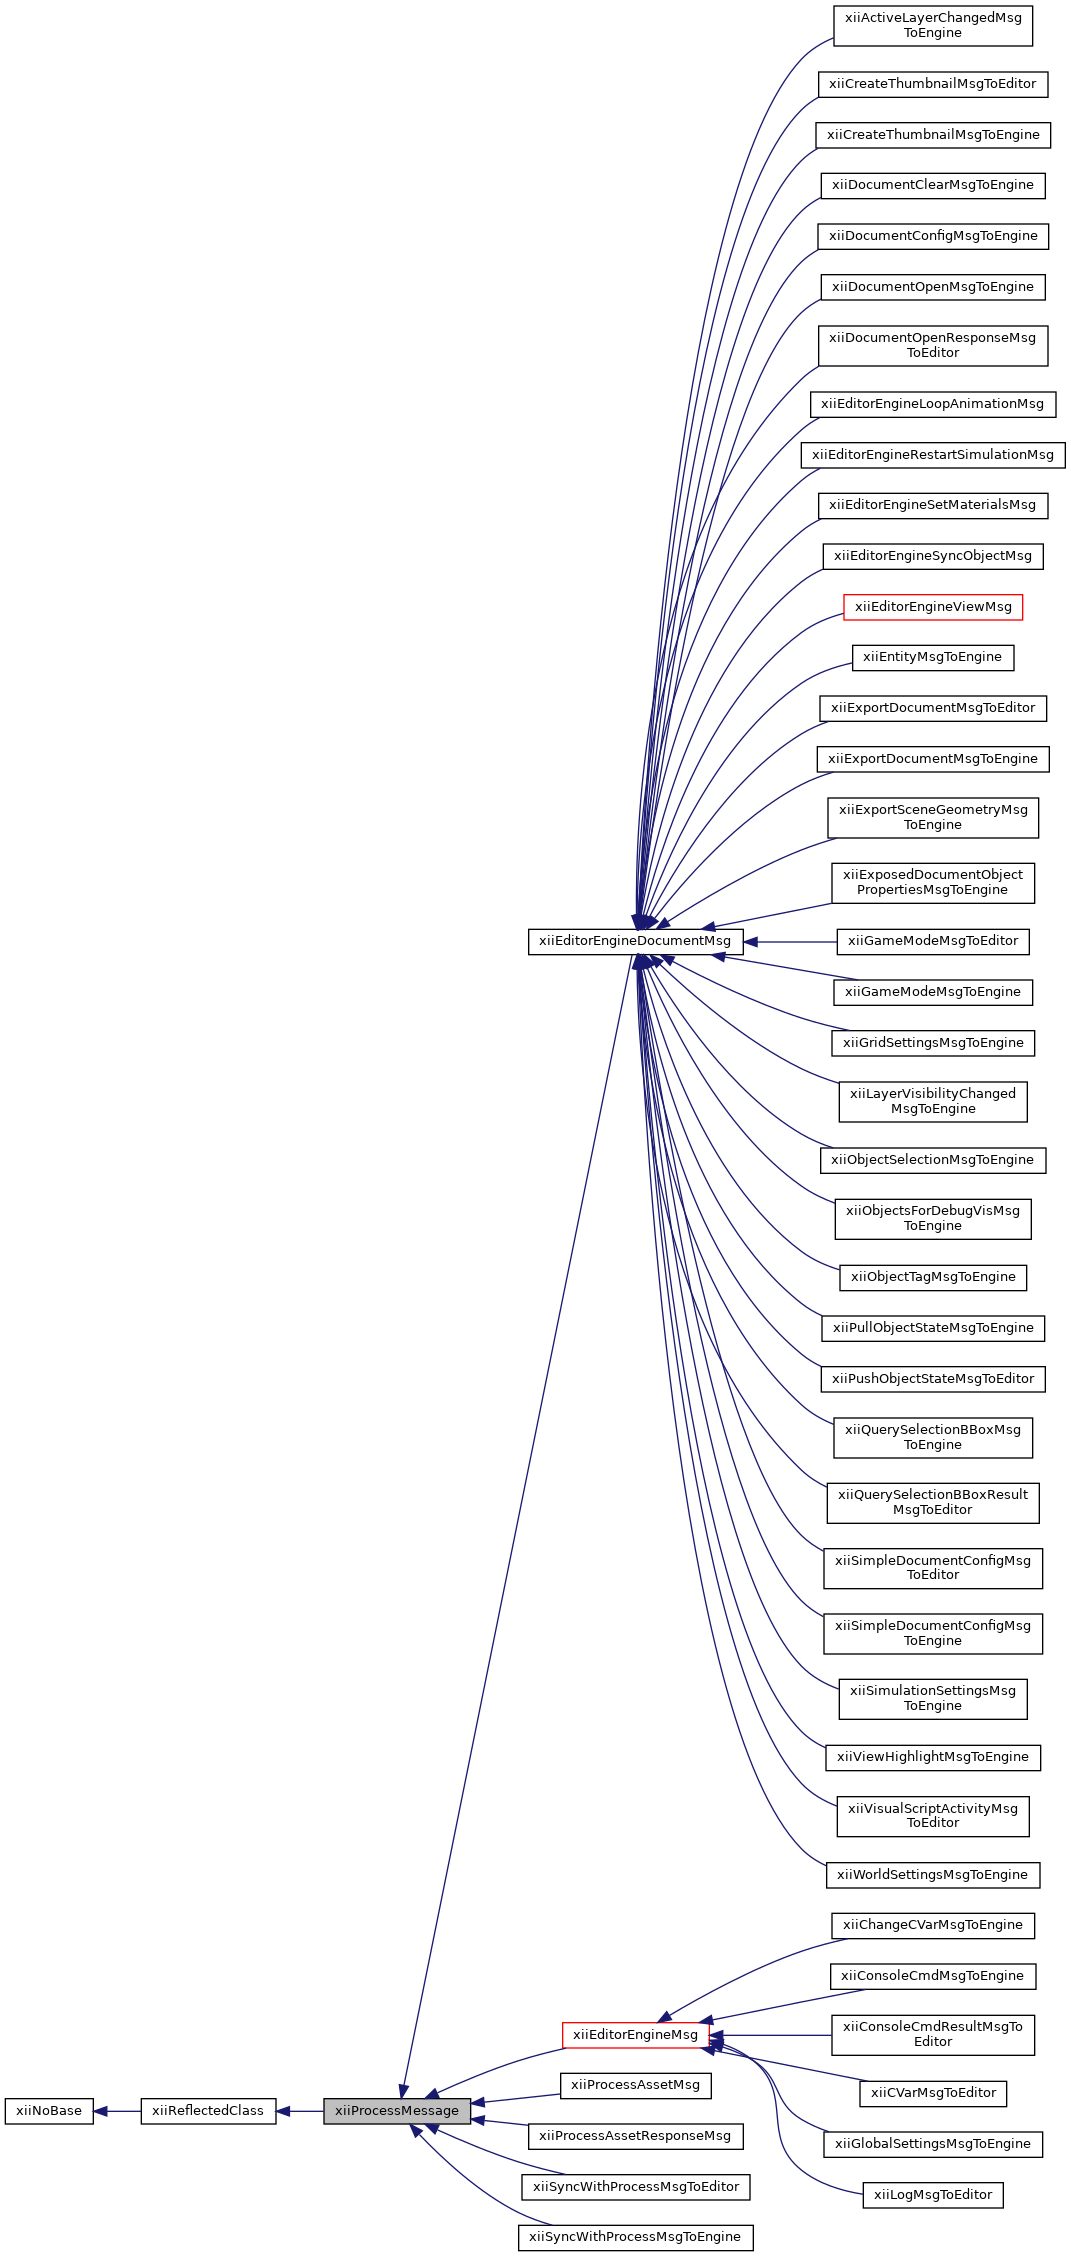 xiiActiveLayerChangedMsg
ToEngine
xiiCreateThumbnailMsgToEditor
xiiCreateThumbnailMsgToEngine
xiiDocumentClearMsgToEngine
xiiDocumentConfigMsgToEngine
xiiDocumentOpenMsgToEngine
xiiDocumentOpenResponseMsg
ToEditor
xiiEditorEngineLoopAnimationMsg
xiiEditorEngineRestartSimulationMsg
xiiEditorEngineSetMaterialsMsg
xiiEditorEngineSyncObjectMsg
xiiEditorEngineViewMsg
xiiEntityMsgToEngine
xiiExportDocumentMsgToEditor
xiiExportDocumentMsgToEngine
xiiExportSceneGeometryMsg
ToEngine
xiiExposedDocumentObject
PropertiesMsgToEngine
xiiEditorEngineDocumentMsg
xiiGameModeMsgToEditor
xiiGameModeMsgToEngine
xiiGridSettingsMsgToEngine
xiiLayerVisibilityChanged
MsgToEngine
xiiObjectSelectionMsgToEngine
xiiObjectsForDebugVisMsg
ToEngine
xiiObjectTagMsgToEngine
xiiPullObjectStateMsgToEngine
xiiPushObjectStateMsgToEditor
xiiQuerySelectionBBoxMsg
ToEngine
xiiQuerySelectionBBoxResult
MsgToEditor
xiiSimpleDocumentConfigMsg
ToEditor
xiiSimpleDocumentConfigMsg
ToEngine
xiiSimulationSettingsMsg
ToEngine
xiiViewHighlightMsgToEngine
xiiVisualScriptActivityMsg
ToEditor
xiiWorldSettingsMsgToEngine
xiiChangeCVarMsgToEngine
xiiConsoleCmdMsgToEngine
xiiEditorEngineMsg
xiiConsoleCmdResultMsgTo
Editor
xiiCVarMsgToEditor
xiiGlobalSettingsMsgToEngine
xiiLogMsgToEditor
xiiNoBase
xiiReflectedClass
xiiProcessMessage
xiiProcessAssetMsg
xiiProcessAssetResponseMsg
xiiSyncWithProcessMsgToEditor
xiiSyncWithProcessMsgToEngine